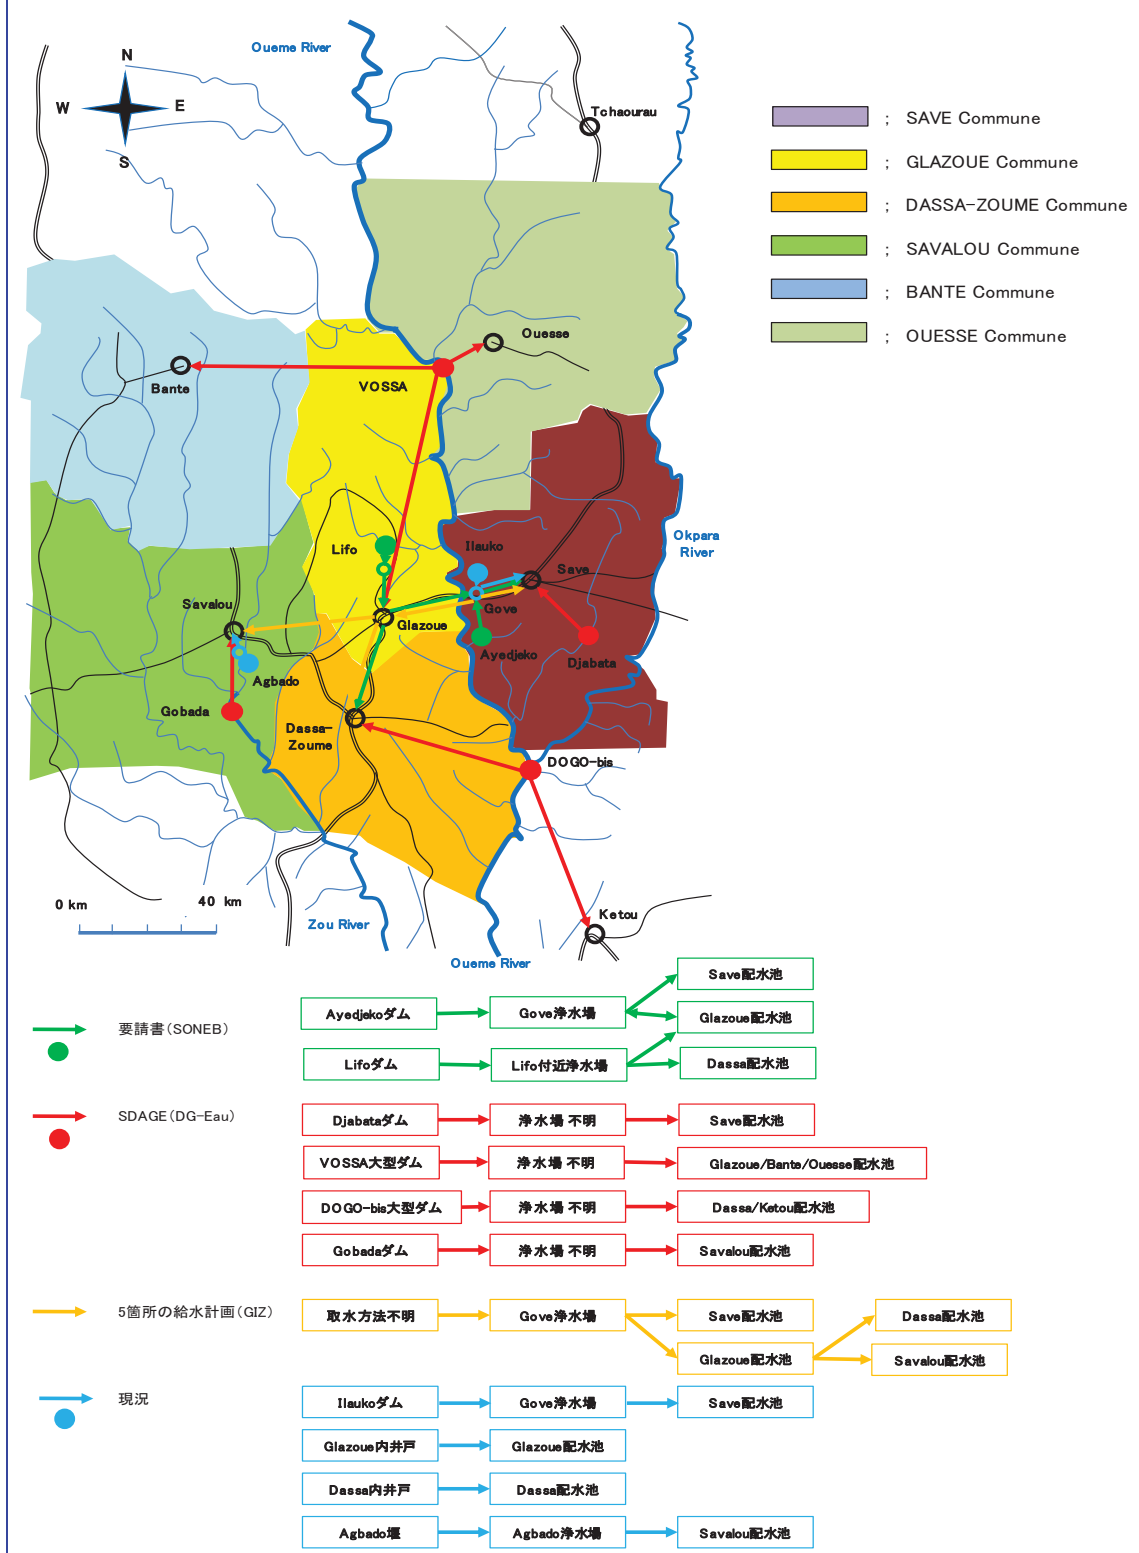 Oueme River
N
W
E
S
Tchaourau
; SAVE Commune
; GLAZOUE Commune
; DASSA-ZOUME Commune
; SAVALOU Commune
; BANTE Commune
; OUESSE Commune
Ouesse
Bante
VOSSA
Okpara
River
Lifo
Ilauko
Save
Savalou
Gove
Glazoue
Ayedjeko
Djabata
Agbado
Gobada
Dassa-
Zoume
DOGO-bis
0 km
40 km
Zou River
Ketou
Oueme River
要請書(SONEB)
Ayedjekoダム
Gove浄水場
Save配水池
Glazoue配水池
Lifoダム
Lifo付近浄水場
Dassa配水池
SDAGE(DG-Eau)
Djabataダム
浄水場 不明
Save配水池
VOSSA大型ダム
浄水場 不明
Glazoue/Bante/Ouesse配水池
DOGO-bis大型ダム
浄水場 不明
Dassa/Ketou配水池
Gobadaダム
浄水場 不明
Savalou配水池
5箇所の給水計画(GIZ)
取水方法不明
Gove浄水場
Save配水池
Dassa配水池
Glazoue配水池
Savalou配水池
現況
Ilaukoダム
Gove浄水場
Save配水池
Glazoue内井戸
Glazoue配水池
Dassa内井戸
Dassa配水池
Agbado堰
Agbado浄水場
Savalou配水池